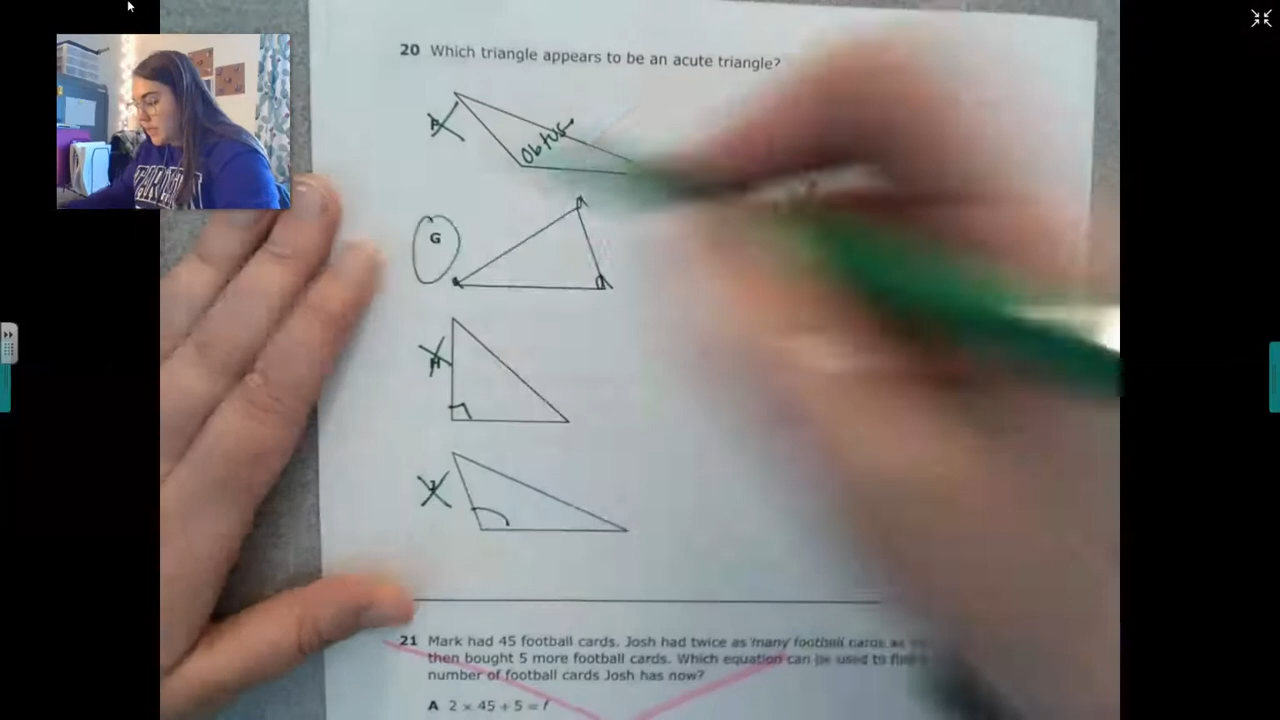 20 Which triangle appears to be an acute triangle?
obtuse
G
21 Mark had 45 football cards. Josh had twice as many football cards as
then bought 5 more football cards. Which equation can be used to find
number of football cards Josh has now?
A 2 × 45 + 5 = f